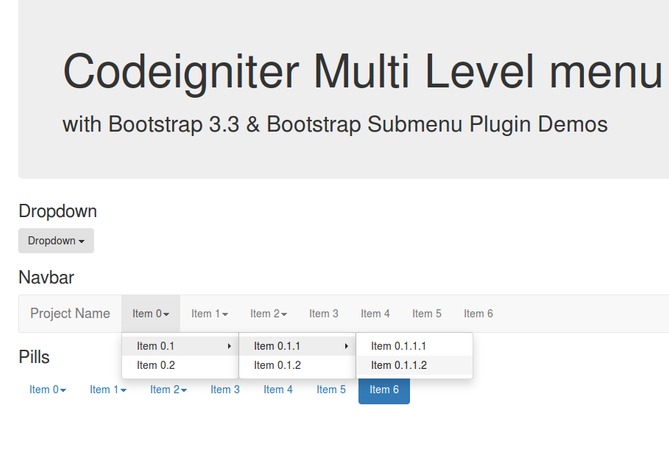 Codeigniter Multi Level menu
with Bootstrap 3.3 & Bootstrap Submenu Plugin Demos
Dropdown
Dropdown
Navbar
Project Name Item 0 Item 1 Item 2 Item 3 Item 4 Item 5 Item 6
Item 0.1 Item 0.1.1 Item 0.1.1.1
Item 0.2 Item 0.1.2 Item 0.1.1.2
Pills
Item 0 Item 1 Item 2 Item 3 Item 4 Item 5 Item 6